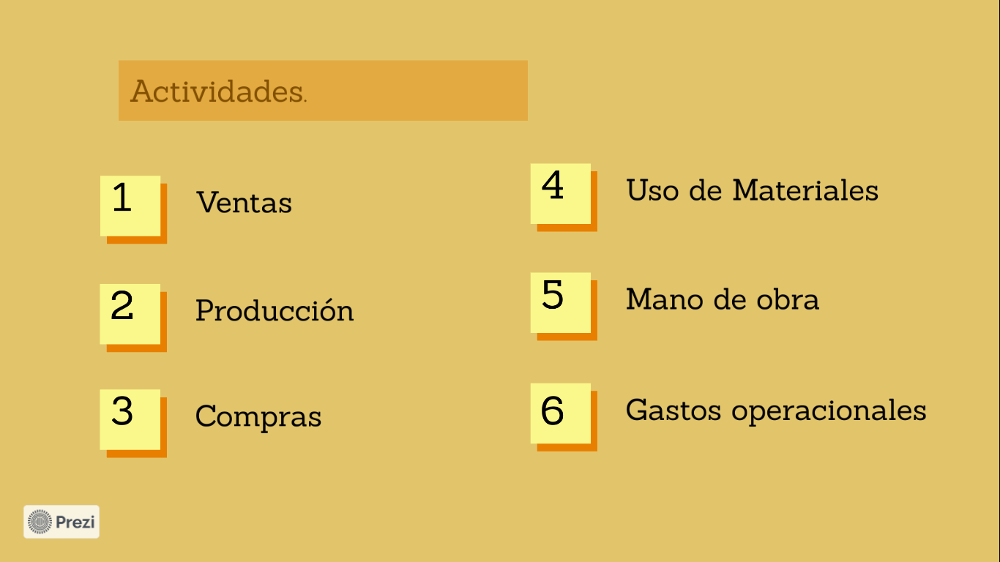 Actividades.
1
Ventas
2
Producción
3
Compras
4
Uso de Materiales
5
Mano de obra
6
Gastos operacionales
Prezi